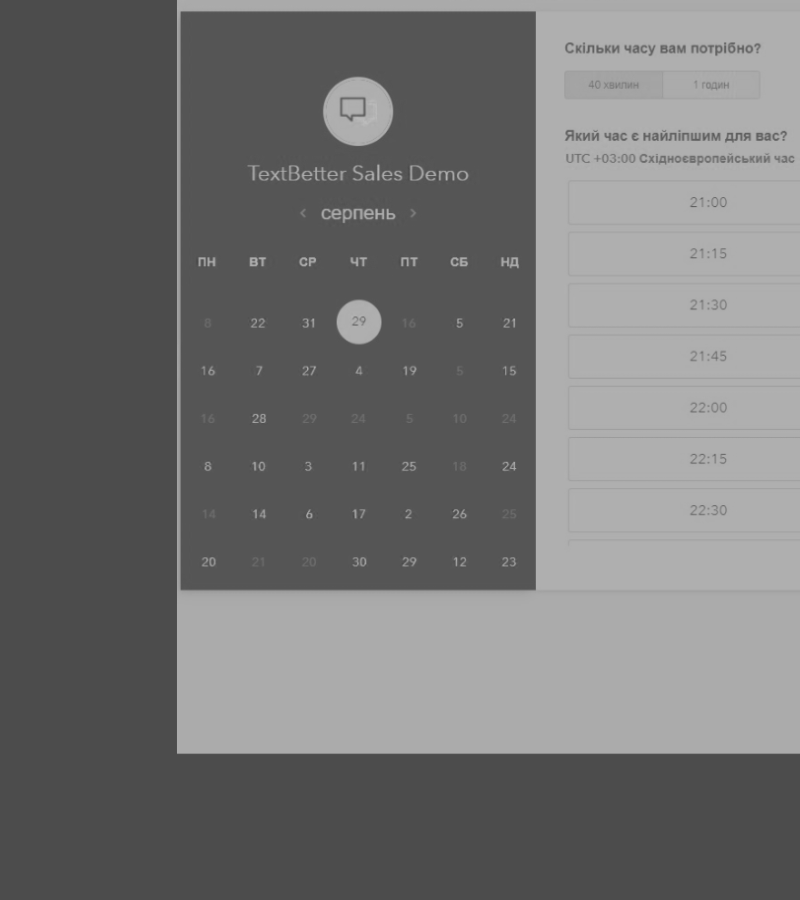 TextBetter Sales Demo
‹ серпень ›
ПН ВТ СР ЧТ ПТ СБ НД
8 22 31 29 16 5 21
16 7 27 4 19 5 15
16 28 29 24 5 10 24
8 10 3 11 25 18 24
14 14 6 17 2 26 25
20 21 20 30 29 12 23
Скільки часу вам потрібно?
40 хвилин 1 годин
Який час є найліпшим для вас?
UTC +03:00 Східноєвропейський час
21:00
21:15
21:30
21:45
22:00
22:15
22:30